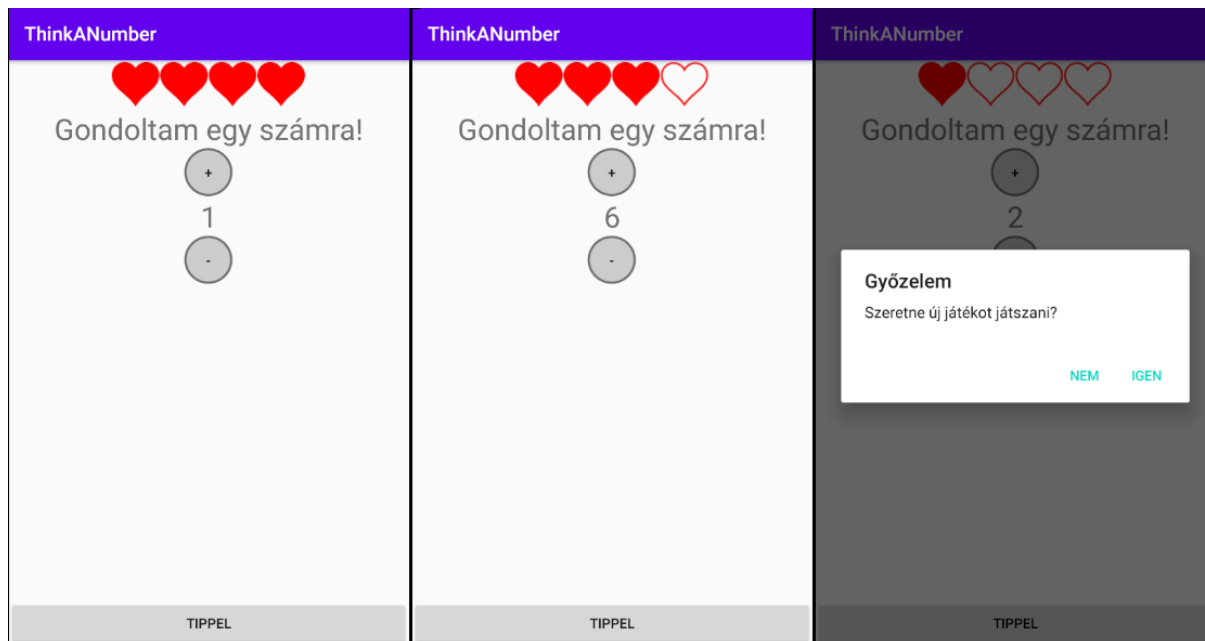 ThinkANumber
Gondoltam egy számra!
+
1
-
TIPPEL
ThinkANumber
Gondoltam egy számra!
+
6
-
TIPPEL
ThinkANumber
Gondoltam egy számra!
+
2
Győzelem
Szeretne új játékot játszani?
NEM IGEN
TIPPEL